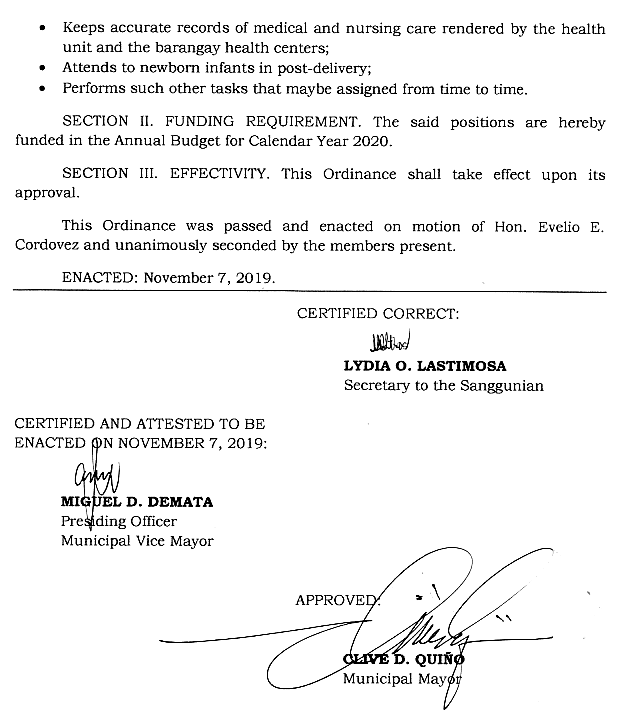 • Keeps accurate records of medical and nursing care rendered by the health
unit and the barangay health centers;
• Attends to newborn infants in post-delivery;
• Performs such other tasks that maybe assigned from time to time.
SECTION II. FUNDING REQUIREMENT. The said positions are hereby
funded in the Annual Budget for Calendar Year 2020.
SECTION III. EFFECTIVITY. This Ordinance shall take effect upon its
approval.
This Ordinance was passed and enacted on motion of Hon. Evelio E.
Cordovez and unanimously seconded by the members present.
ENACTED: November 7, 2019.
CERTIFIED CORRECT:
LYDIA O. LASTIMOSA
Secretary to the Sanggunian
CERTIFIED AND ATTESTED TO BE
ENACTED ON NOVEMBER 7, 2019:
MIGUEL D. DEMATA
Presiding Officer
Municipal Vice Mayor
APPROVED:
CLIVE D. QUIÑO
Municipal Mayor